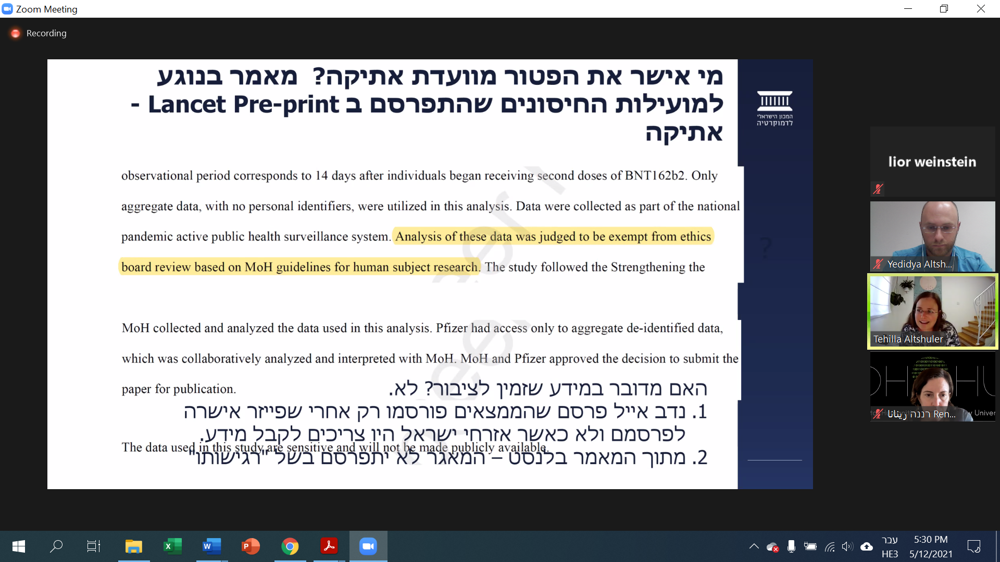 Zoom Meeting
Recording
מי אישר את הפטור מוועדת אתיקה? מאמר בנוגע
למועילות החיסונים שהתפרסם ב Lancet Pre-print -
אתיקה
המכון הישראלי
לדמוקרטיה
observational period corresponds to 14 days after individuals began receiving second doses of BNT162b2. Only
aggregate data, with no personal identifiers, were utilized in this analysis. Data were collected as part of the national
pandemic active public health surveillance system. Analysis of these data was judged to be exempt from ethics
board review based on MoH guidelines for human subject research. The study followed the Strengthening the
?
MoH collected and analyzed the data used in this analysis. Pfizer had access only to aggregate de-identified data,
which was collaboratively analyzed and interpreted with MoH. MoH and Pfizer approved the decision to submit the
paper for publication.
האם מדובר במידע שזמין לציבור? לא.
1. נדב אייל פרסם שהממצאים פורסמו רק אחרי שפייזר אישרה
לפרסמם ולא כאשר אזרחי ישראל היו צריכים לקבל מידע.
The data used in this study are sensitive and will not be made publicly available.
2. מתוך המאמר בלנסט – המאגר לא יתפרסם בשל "רגישותו"
lior weinstein
Yedidya Altsh...
Tehilla Altshuler
רננה رينانا Ren...
עבר
HE3
5:30 PM
5/12/2021